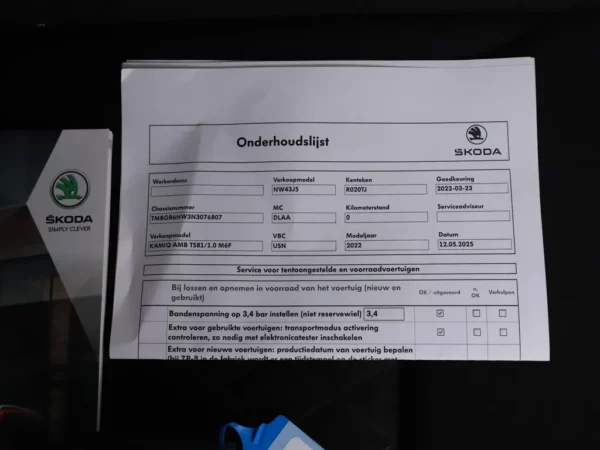 Onderhoudslijst
ŠKODA
Werkorderno. Verkoopmodel Kenteken Goedkeuring
NW43J5 R020TJ 2022-03-23
Chassisnummer MC Kilometerstand Serviceadviseur
TMBGR6NW3N3076807 DLAA 0
Verkoopmodel VBC Modeljaar Datum
KAMIQ AMB TS81/1.0 M6F USN 2022 12.05.2025
Service voor tentoongestelde en voorraadvoertuigen
Bij lossen en opnemen in voorraad van het voertuig (nieuw en gebruikt) OK / uitgevoerd n. OK Verholpen
Bandenspanning op 3,4 bar instellen (niet reservewiel) 3,4
Extra voor gebruikte voertuigen: transportmodus activering
controleren, zo nodig met elektronicatester inschakelen
Extra voor nieuwe voertuigen: productiedatum van voertuig bepalen
ŠKODA
SIMPLY CLEVER